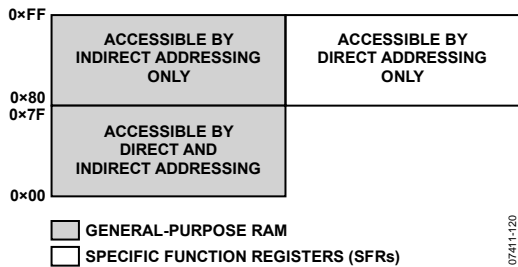 0×FF
ACCESSIBLE BY
INDIRECT ADDRESSING
ONLY
ACCESSIBLE BY
DIRECT ADDRESSING
ONLY
0×80
0×7F
ACCESSIBLE BY
DIRECT AND
INDIRECT ADDRESSING
0×00
GENERAL-PURPOSE RAM
SPECIFIC FUNCTION REGISTERS (SFRs)
07411-120